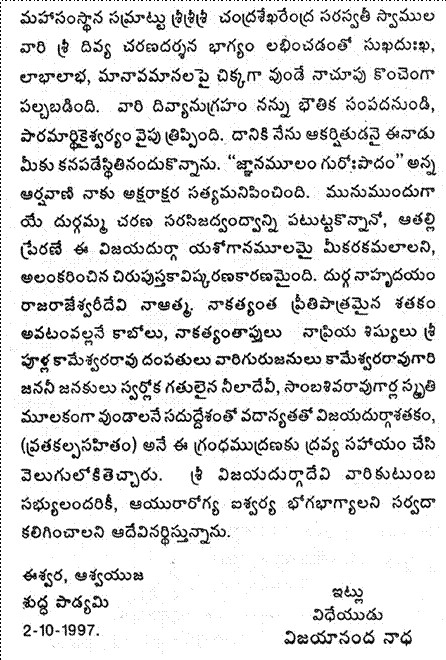 మహాసంస్థాన సమ్రాట్టు శ్రీశ్రీశ్రీ చంద్రశేఖరేంద్ర సరస్వతీ స్వాముల
వారి శ్రీ దివ్య చరణదర్శన భాగ్యం లభించడంతో సుఖదుఃఖ,
లాభాలాభ, మానావమానలపై చిక్కగా వుండే నాచూపు కొంచెంగా
పల్చబడింది. వారి దివ్యానుగ్రహం నన్ను భౌతిక సంపదనుండి,
పారమార్థికైశ్వర్యం వైపు త్రిప్పింది. దానికి నేను ఆకర్షితుడనై ఈనాడు
మీకు కనపడేస్థితినందుకొన్నాను. "జ్ఞానమూలం గురోఃపాదం" అన్న
ఆర్షవాణి నాకు అక్షరాక్షర సత్యమనిపించింది. మునుముందుగా
యే దుర్గమ్మ చరణ సరసిజద్వంద్వాన్ని పటుట్టకొన్నానో, ఆతల్లి
ప్రేరణే ఈ విజయదుర్గా యశోగానమూలమై మీకరకమలాలని,
అలంకరించిన చిరుపుస్తకావిష్కరణకారణమైంది. దుర్గ నాహృదయం
రాజరాజేశ్వరీదేవి నాఆత్మ, నాకత్యంత ప్రీతిపాత్రమైన శతకం
అవటంవల్లనే కాబోలు, నాకత్యంతాప్తులు నాప్రియ శిష్యులు శ్రీ
పూళ్ల కామేశ్వరరావు దంపతులు వారిగురుజనులు కామేశ్వరరావుగారి
జననీ జనకులు స్వర్లోక గతులైన లీలాదేవీ, సాంబశివరావుగార్ల స్మృతి
మూలకంగా వుండాలనే సదుద్దేశంతో వదాన్యతతో విజయదుర్గాశతకం,
(వ్రతకల్పసహితం) అనే ఈ గ్రంధముద్రణకు ద్రవ్య సహాయం చేసి
వెలుగులోకితెచ్చారు. శ్రీ విజయదుర్గాదేవి వారికుటుంబ
సభ్యులందరికీ, ఆయురారోగ్య ఐశ్వర్య భోగభాగ్యాలని సర్వదా
కలిగించాలని ఆదేవినర్థిస్తున్నాను.
ఈశ్వర, ఆశ్వయుజ
శుద్ధ పాడ్యమి
2-10-1997.
ఇట్లు
విధేయుడు
విజయానంద నాధ